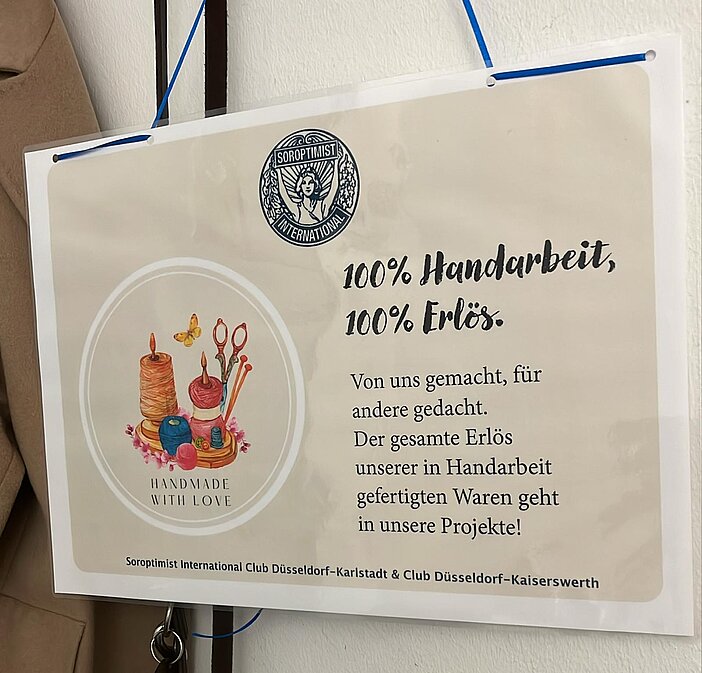 SOROPTIMIST
INTERNATIONAL
100% Handarbeit,
100% Erlös.
Von uns gemacht, für
andere gedacht.
Der gesamte Erlös
unserer in Handarbeit
gefertigten Waren geht
in unsere Projekte!
HANDMADE
WITH LOVE
Soroptimist International Club Düsseldorf-Karlstadt & Club Düsseldorf-Kaiserswerth